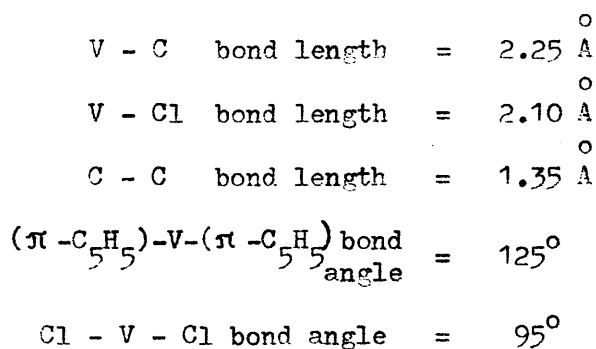 V - C bond length = 2.25 Å
V - Cl bond length = 2.10 Å
C - C bond length = 1.35 Å
(π -C5H5)-V-(π -C5H5) bond angle = 125°
Cl - V - Cl bond angle = 95°